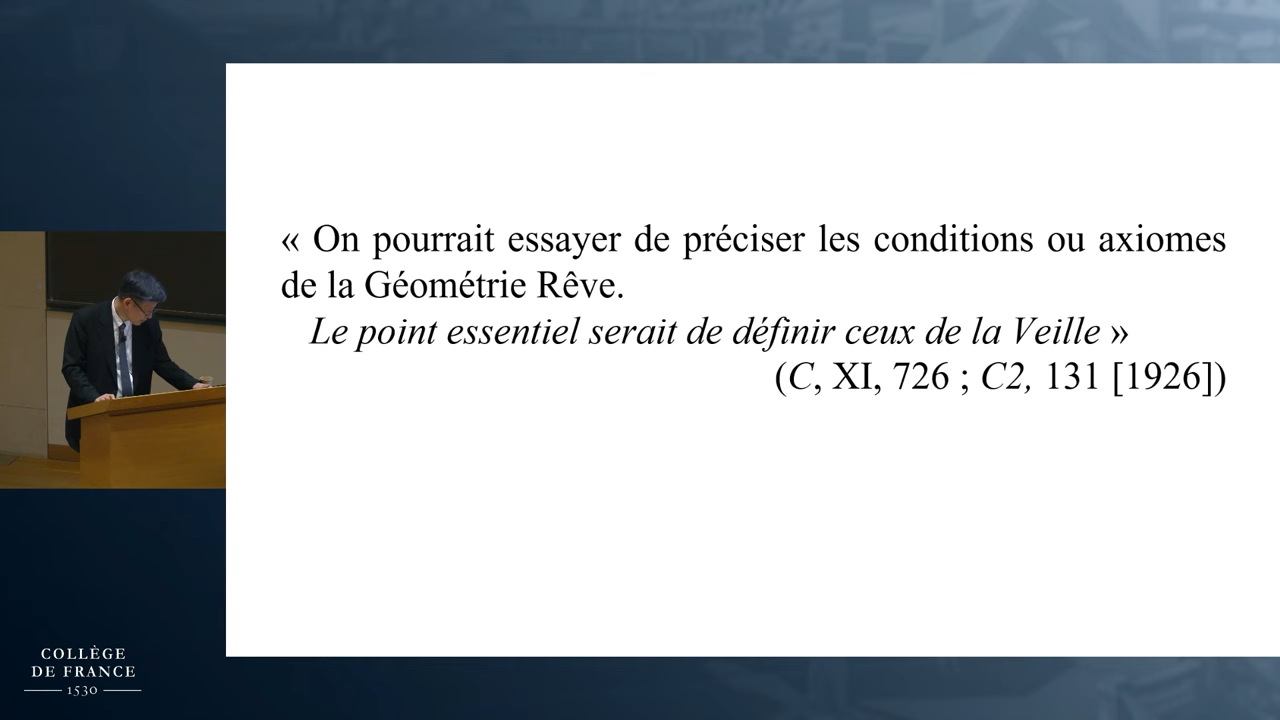 « On pourrait essayer de préciser les conditions ou axiomes
de la Géométrie Rêve.
Le point essentiel serait de définir ceux de la Veille »
(C, XI, 726 ; C2, 131 [1926])
COLLÈGE
DE FRANCE
1530